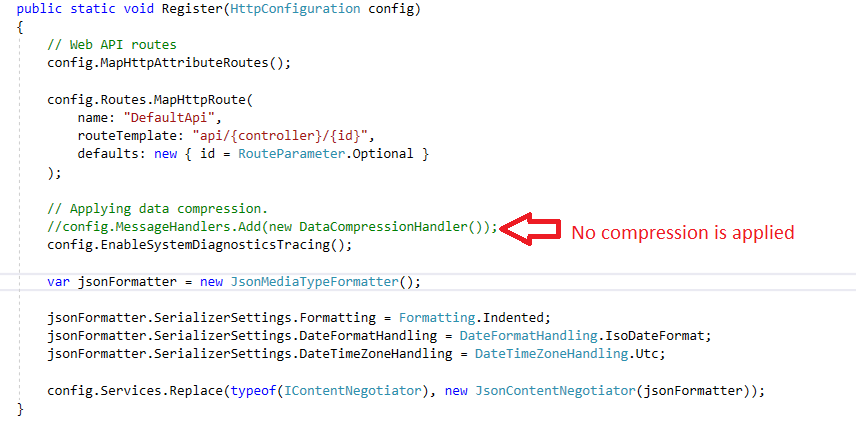 public static void Register(HttpConfiguration config)
{
    // Web API routes
    config.MapHttpAttributeRoutes();
    config.Routes.MapHttpRoute(
        name: "DefaultApi",
        routeTemplate: "api/{controller}/{id}",
        defaults: new { id = RouteParameter.Optional }
    );
    // Applying data compression.
    //config.MessageHandlers.Add(new DataCompressionHandler()); No compression is applied
    config.EnableSystemDiagnosticsTracing();
    var jsonFormatter = new JsonMediaTypeFormatter();
    jsonFormatter.SerializerSettings.Formatting = Formatting.Indented;
    jsonFormatter.SerializerSettings.DateFormatHandling = DateFormatHandling.IsoDateFormat;
    jsonFormatter.SerializerSettings.DateTimeZoneHandling = DateTimeZoneHandling.Utc;
    config.Services.Replace(typeof(IContentNegotiator), new JsonContentNegotiator(jsonFormatter));
}